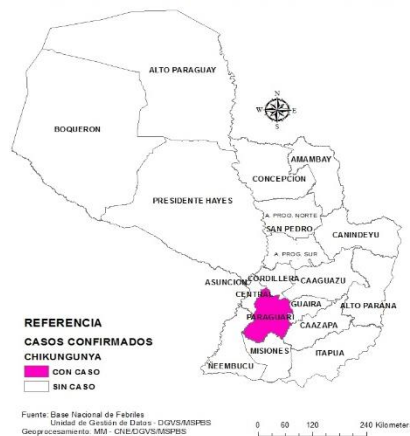 ALTO PARAGUAY
BOQUERON
N
W E
S
AMAMBAY
CONCEPCION
PRESIDENTE HAYES
A. PROG. NORTE
SAN PEDRO
CANINDEYU
A. PROG. SUR
ASUNCION
CORDILLERA
CAAGUAZU
CENTRAL
ALTO PARANA
GUAIRA
PARAGUARI
CAAZAPA
MISIONES
ITAPUA
ÑEEMBUCU
REFERENCIA
CASOS CONFIRMADOS
CHIKUNGUNYA
CON CASO
SIN CASO
Fuente: Base Nacional de Febriles
Unidad de Gestión de Datos - DGVS/MSPBS
Geoprocesamiento: MM - CNE/DGVS/MSPBS
0 60 120 240 Kilometer